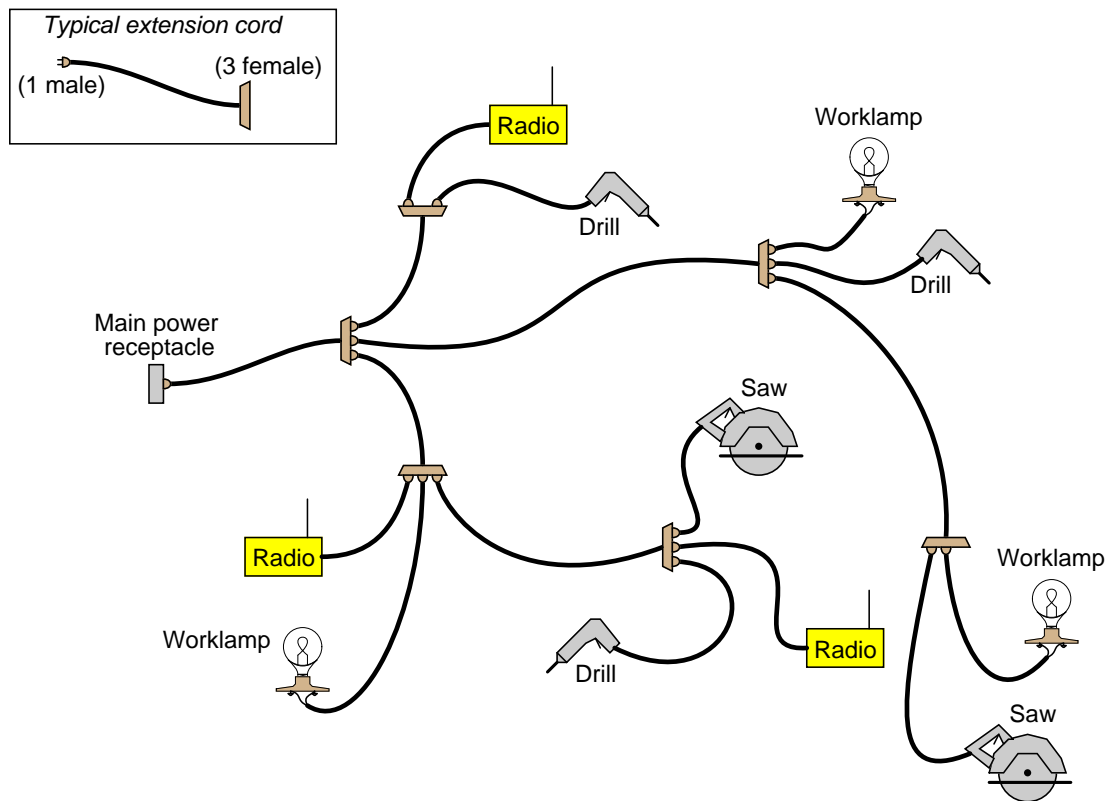 Typical extension cord
(3 female)
(1 male)
Radio
Worklamp
Drill
Drill
Main power
receptacle
Saw
Radio
Worklamp
Worklamp
Radio
Drill
Saw